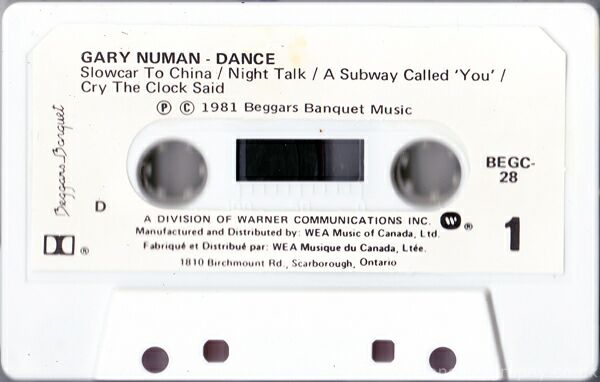 GARY NUMAN - DANCE
Slowcar To China / Night Talk / A Subway Called 'You' /
Cry The Clock Said
Ⓟ © 1981 Beggars Banquet Music
Beggars Banquet
BEGC-
28
D
1
A DIVISION OF WARNER COMMUNICATIONS INC. ®
Manufactured and Distributed by: WEA Music of Canada, Ltd.
Fabriqué et Distribué par: WEA Musique du Canada, Ltée.
®
1810 Birchmount Rd., Scarborough, Ontario